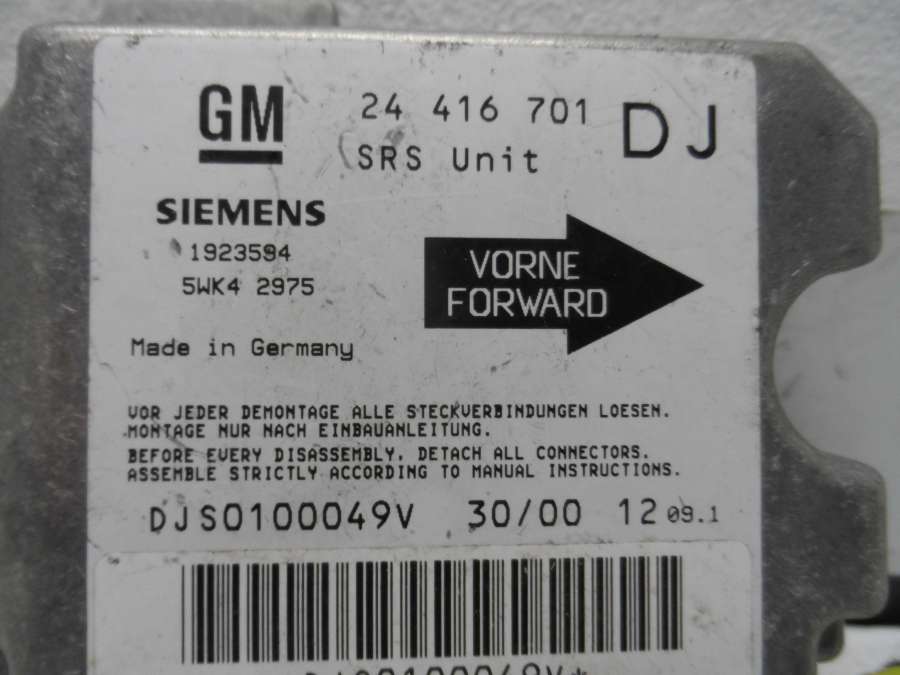 GM 24 416 701 DJ
SRS Unit
SIEMENS
1923594
5WK4 2975
VORNE
FORWARD
Made in Germany
VOR JEDER DEMONTAGE ALLE STECKVERBINDUNGEN LOESEN.
MONTAGE NUR NACH EINBAUANLEITUNG.
BEFORE EVERY DISASSEMBLY, DETACH ALL CONNECTORS.
ASSEMBLE STRICTLY ACCORDING TO MANUAL INSTRUCTIONS.
DJS0100049V 30/00 12 09.1